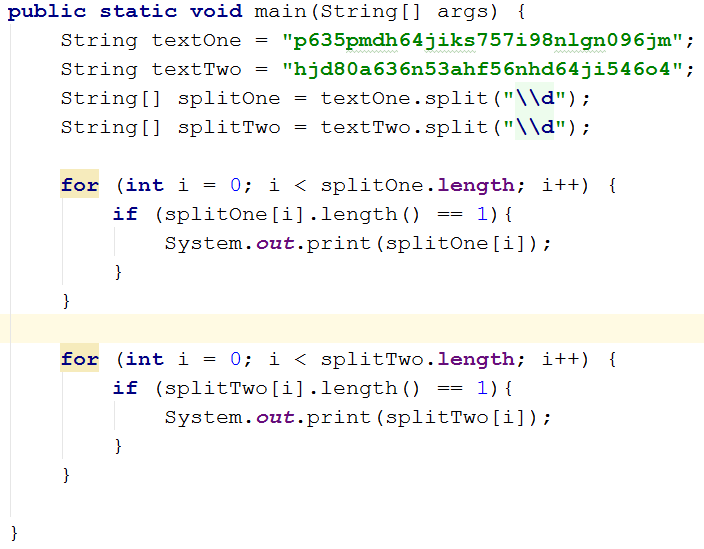 public static void main(String[] args) {
    String textOne = "p635pmdh64jiks757i98nlgn096jm";
    String textTwo = "hjd80a636n53ahf56nhd64ji546o4";
    String[] splitOne = textOne.split("\\d");
    String[] splitTwo = textTwo.split("\\d");

    for (int i = 0; i < splitOne.length; i++) {
        if (splitOne[i].length() == 1){
            System.out.print(splitOne[i]);
        }
    }

    for (int i = 0; i < splitTwo.length; i++) {
        if (splitTwo[i].length() == 1){
            System.out.print(splitTwo[i]);
        }
    }

}